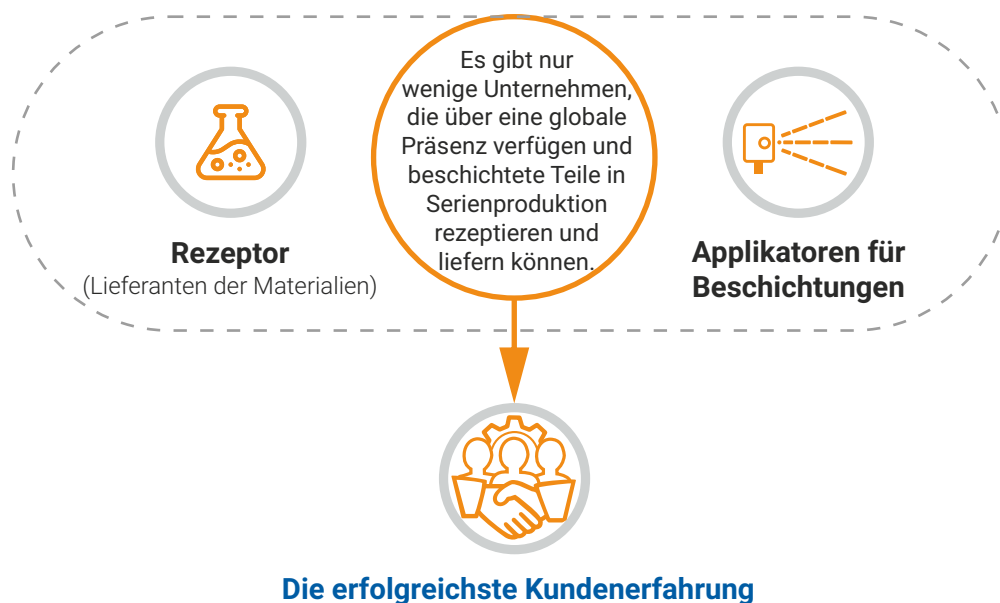 Es gibt nur
wenige Unternehmen,
die über eine globale
Präsenz verfügen und
beschichtete Teile in
Serienproduktion
rezeptieren und
liefern können.
Rezeptor
(Lieferanten der Materialien)
Applikatoren für
Beschichtungen
Die erfolgreichste Kundenerfahrung